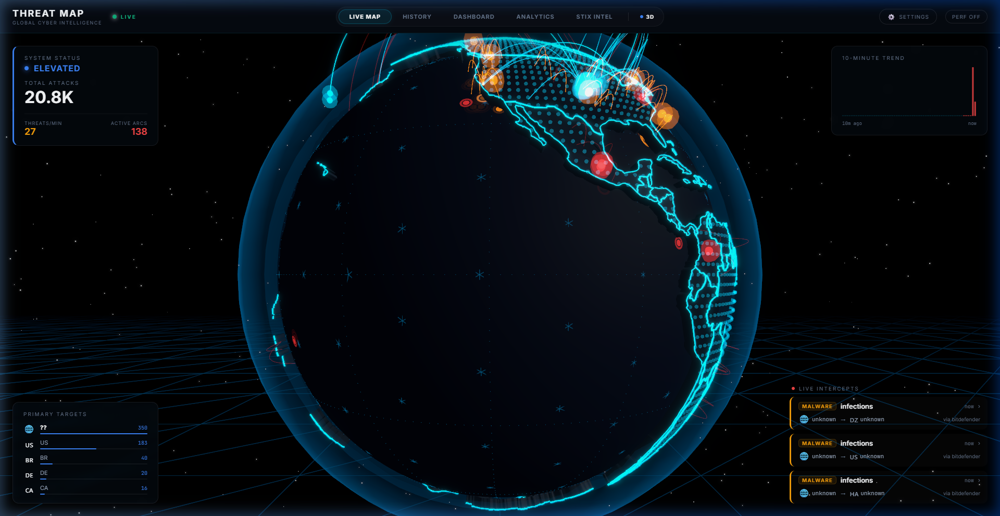 THREAT MAP
GLOBAL CYBER INTELLIGENCE
LIVE
LIVE MAP
HISTORY
DASHBOARD
ANALYTICS
STIX INTEL
3D
SETTINGS
PERF OFF
SYSTEM STATUS
ELEVATED
TOTAL ATTACKS
20.8K
THREATS/MIN
ACTIVE ARCS
27
138
10-MINUTE TREND
10m ago
now
PRIMARY TARGETS
?? 350
US US 183
BR BR 40
DE DE 20
CA CA 16
LIVE INTERCEPTS
MALWARE infections now ›
unknown → DZ unknown via bitdefender
MALWARE infections now ›
unknown → US unknown via bitdefender
MALWARE infections now ›
unknown → HA unknown via bitdefender